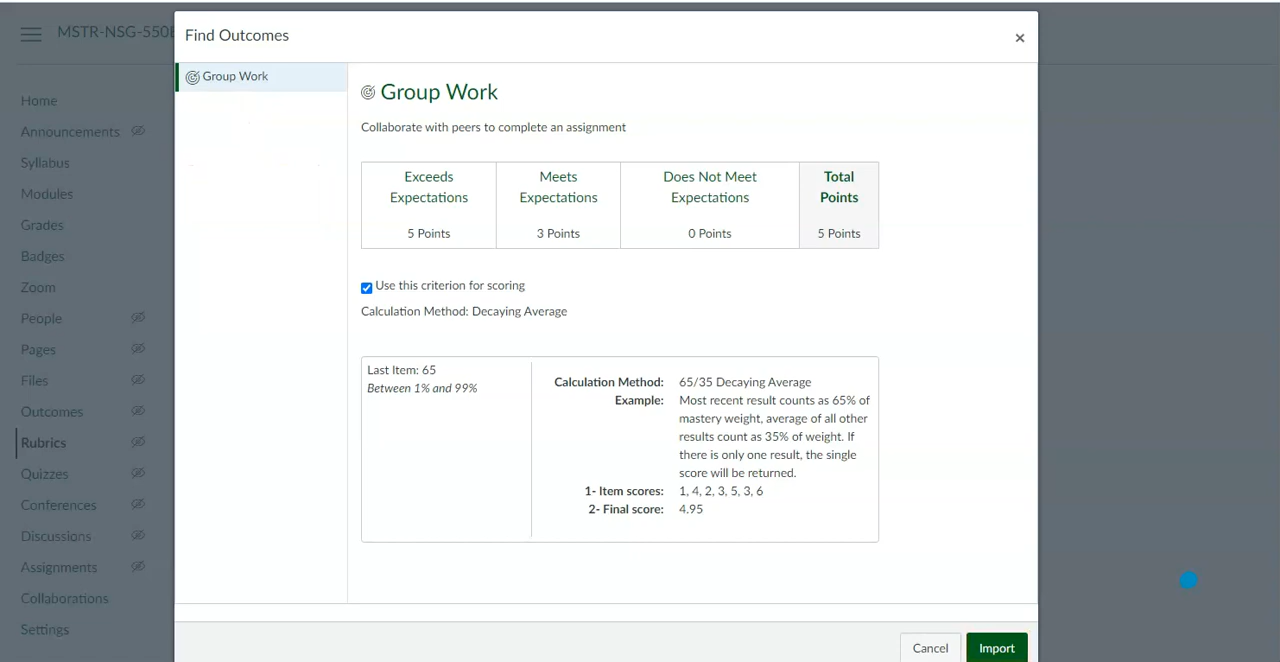 MSTR-NSG-550
Find Outcomes
×
Home
Announcements
Syllabus
Modules
Grades
Badges
Zoom
People
Pages
Files
Outcomes
Rubrics
Quizzes
Conferences
Discussions
Assignments
Collaborations
Settings
Group Work
Group Work
Collaborate with peers to complete an assignment
Exceeds
Expectations
5 Points
Meets
Expectations
3 Points
Does Not Meet
Expectations
0 Points
Total
Points
5 Points
Use this criterion for scoring
Calculation Method: Decaying Average
Last Item: 65
Between 1% and 99%
Calculation Method: 65/35 Decaying Average
Example: Most recent result counts as 65% of
mastery weight, average of all other
results count as 35% of weight. If
there is only one result, the single
score will be returned.
1- Item scores: 1, 4, 2, 3, 5, 3, 6
2- Final score: 4.95
Cancel
Import